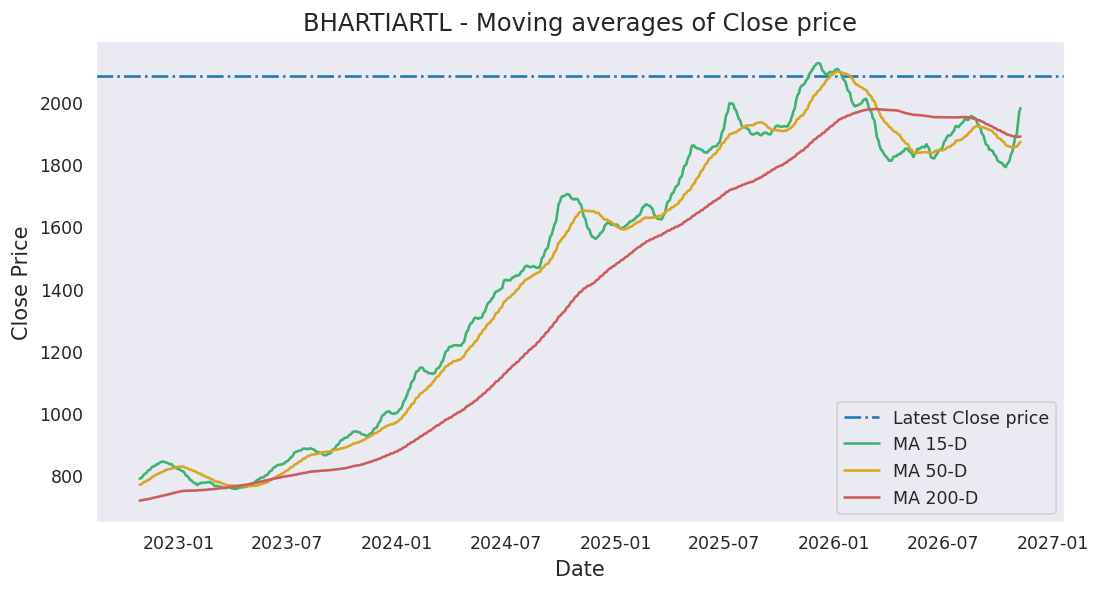 BHARTIARTL - Moving averages of Close price
Close Price
2000
1800
1600
1400
1200
1000
800
Latest Close price
MA 15-D
MA 50-D
MA 200-D
2023-01 2023-07 2024-01 2024-07 2025-01 2025-07 2026-01 2026-07 2027-01
Date